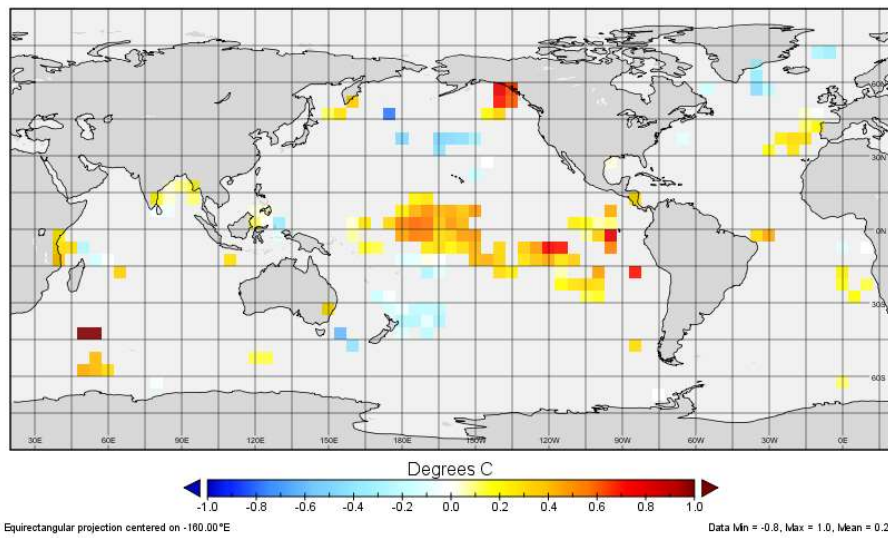 60N
30N
0N
30S
60S
30E 60E 90E 120E 150E 180E 150W 120W 90W 60W 30W 0E
Degrees C
-1.0 -0.8 -0.6 -0.4 -0.2 0.0 0.2 0.4 0.6 0.8 1.0
Equirectangular projection centered on -160.00°E Data Min = -0.8, Max = 1.0, Mean = 0.2